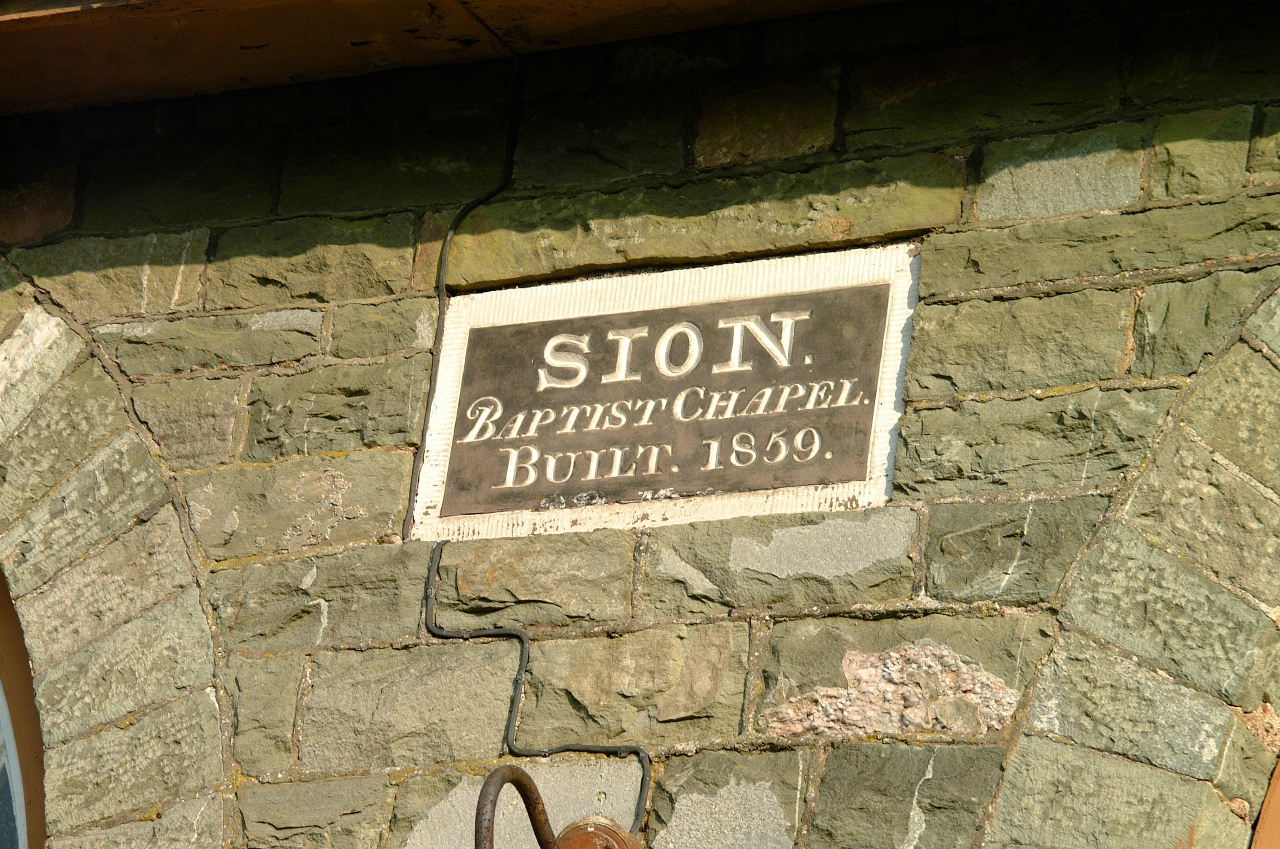 SION.
BAPTIST CHAPEL.
BUILT. 1859.